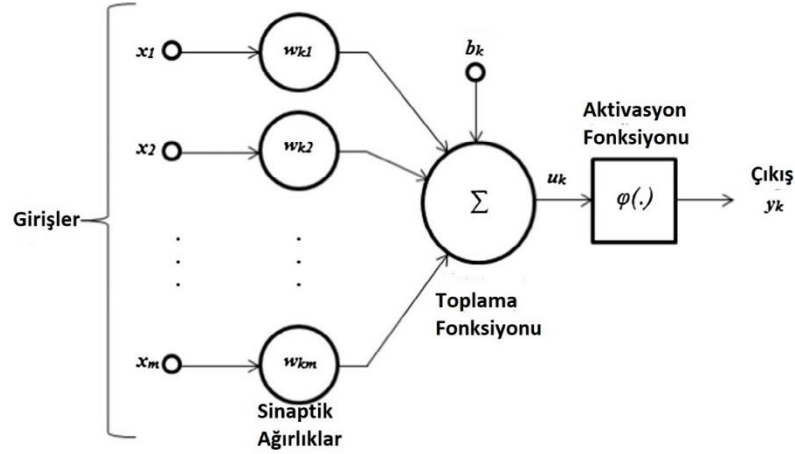 x1
wk1
bk
x2
wk2
Aktivasyon
Fonksiyonu
Girişler
Σ
uk
φ(.)
Çıkış
yk
Toplama
Fonksiyonu
xm
wkm
Sinaptik
Ağırlıklar